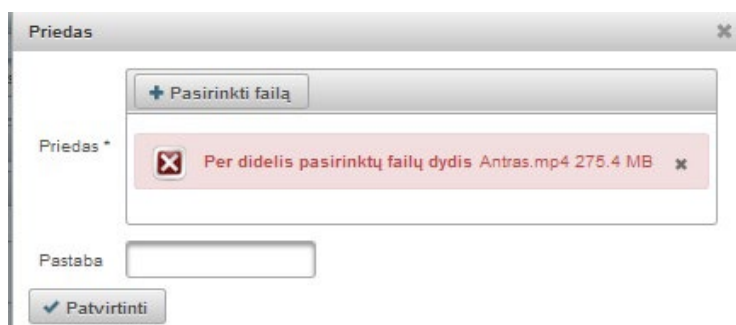 Priedas
Pasirinkti failą
Priedas *
Per didelis pasirinktų failų dydis Antras.mp4 275.4 MB
Pastaba
Patvirtinti